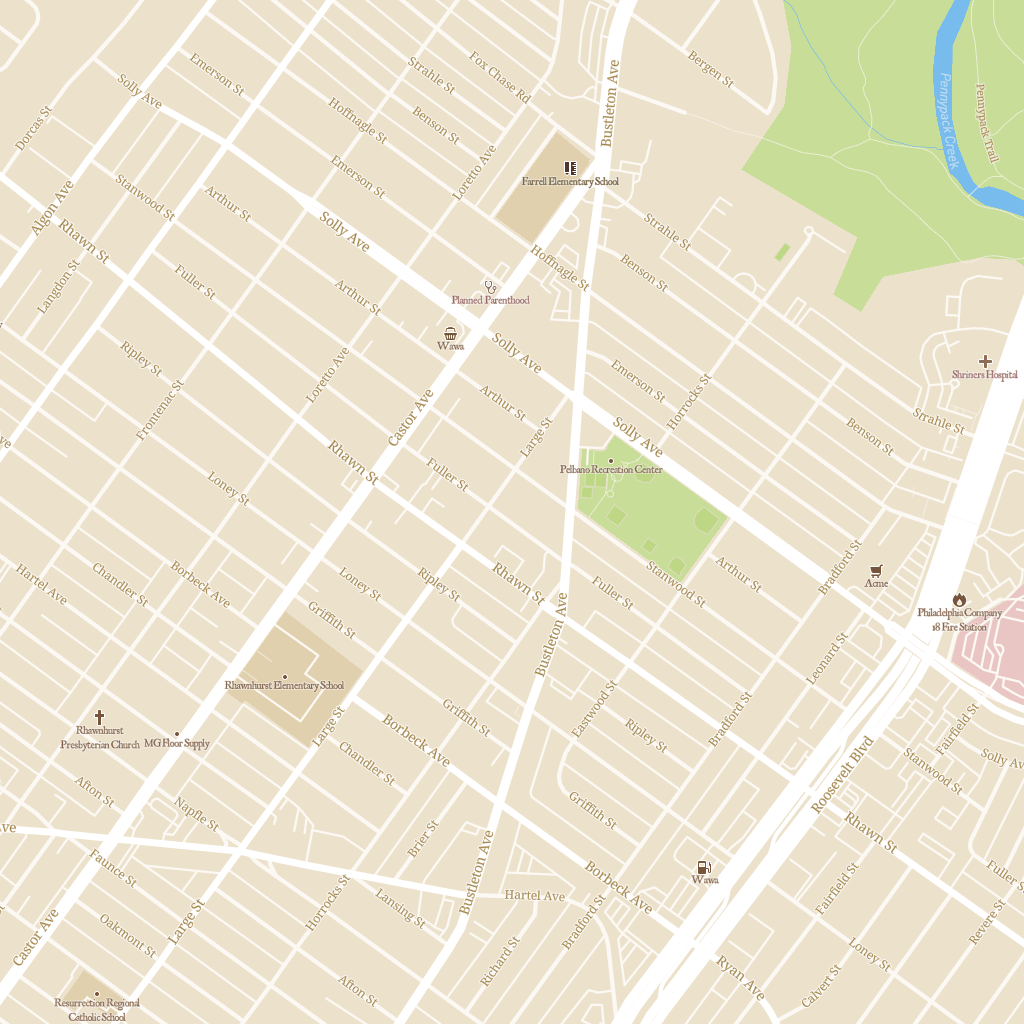 Emerson St
Strahle St
Fox Chase Rd
Bergen St
Bustleton Ave
Solly Ave
Hoffnagle St
Benson St
Pennypack Creek
Pennypack Trail
Dorcas St
Loretto Ave
Emerson St
Farrell Elementary School
Algon Ave
Stanwood St
Arthur St
Solly Ave
Strahle St
Rhawn St
Hoffnagle St
Benson St
Langdon St
Fuller St
Arthur St
Planned Parenthood
Wawa
Solly Ave
Ripley St
Loretto Ave
Emerson St
Horrocks St
Shriners Hospital
Frontenac St
Castor Ave
Arthur St
Large St
Solly Ave
Strahle St
Benson St
ve
Rhawn St
Fuller St
Pelbano Recreation Center
Loney St
Hartel Ave
Chandler St
Borbeck Ave
Loney St
Ripley St
Rhawn St
Fuller St
Stanwood St
Arthur St
Bradford St
Acme
Griffith St
Bustleton Ave
Philadelphia Company
18 Fire Station
Rhawnhurst Elementary School
Leonard St
Rhawnhurst
Presbyterian Church
MG Floor Supply
Large St
Borbeck Ave
Griffith St
Eastwood St
Ripley St
Bradford St
Fairfield St
Chandler St
Roosevelt Blvd
Stanwood St
Solly Av
Afton St
Napfle St
Griffith St
Ave
Brier St
Rhawn St
Faunce St
Bustleton Ave
Borbeck Ave
Wawa
Fuller S
Hartel Ave
Fairfield St
Castor Ave
Oakmont St
Large St
Horrocks St
Lansing St
Bradford St
Revere St
Loney St
Richard St
Ryan Ave
Calvert St
Afton St
Resurrection Regional
Catholic School